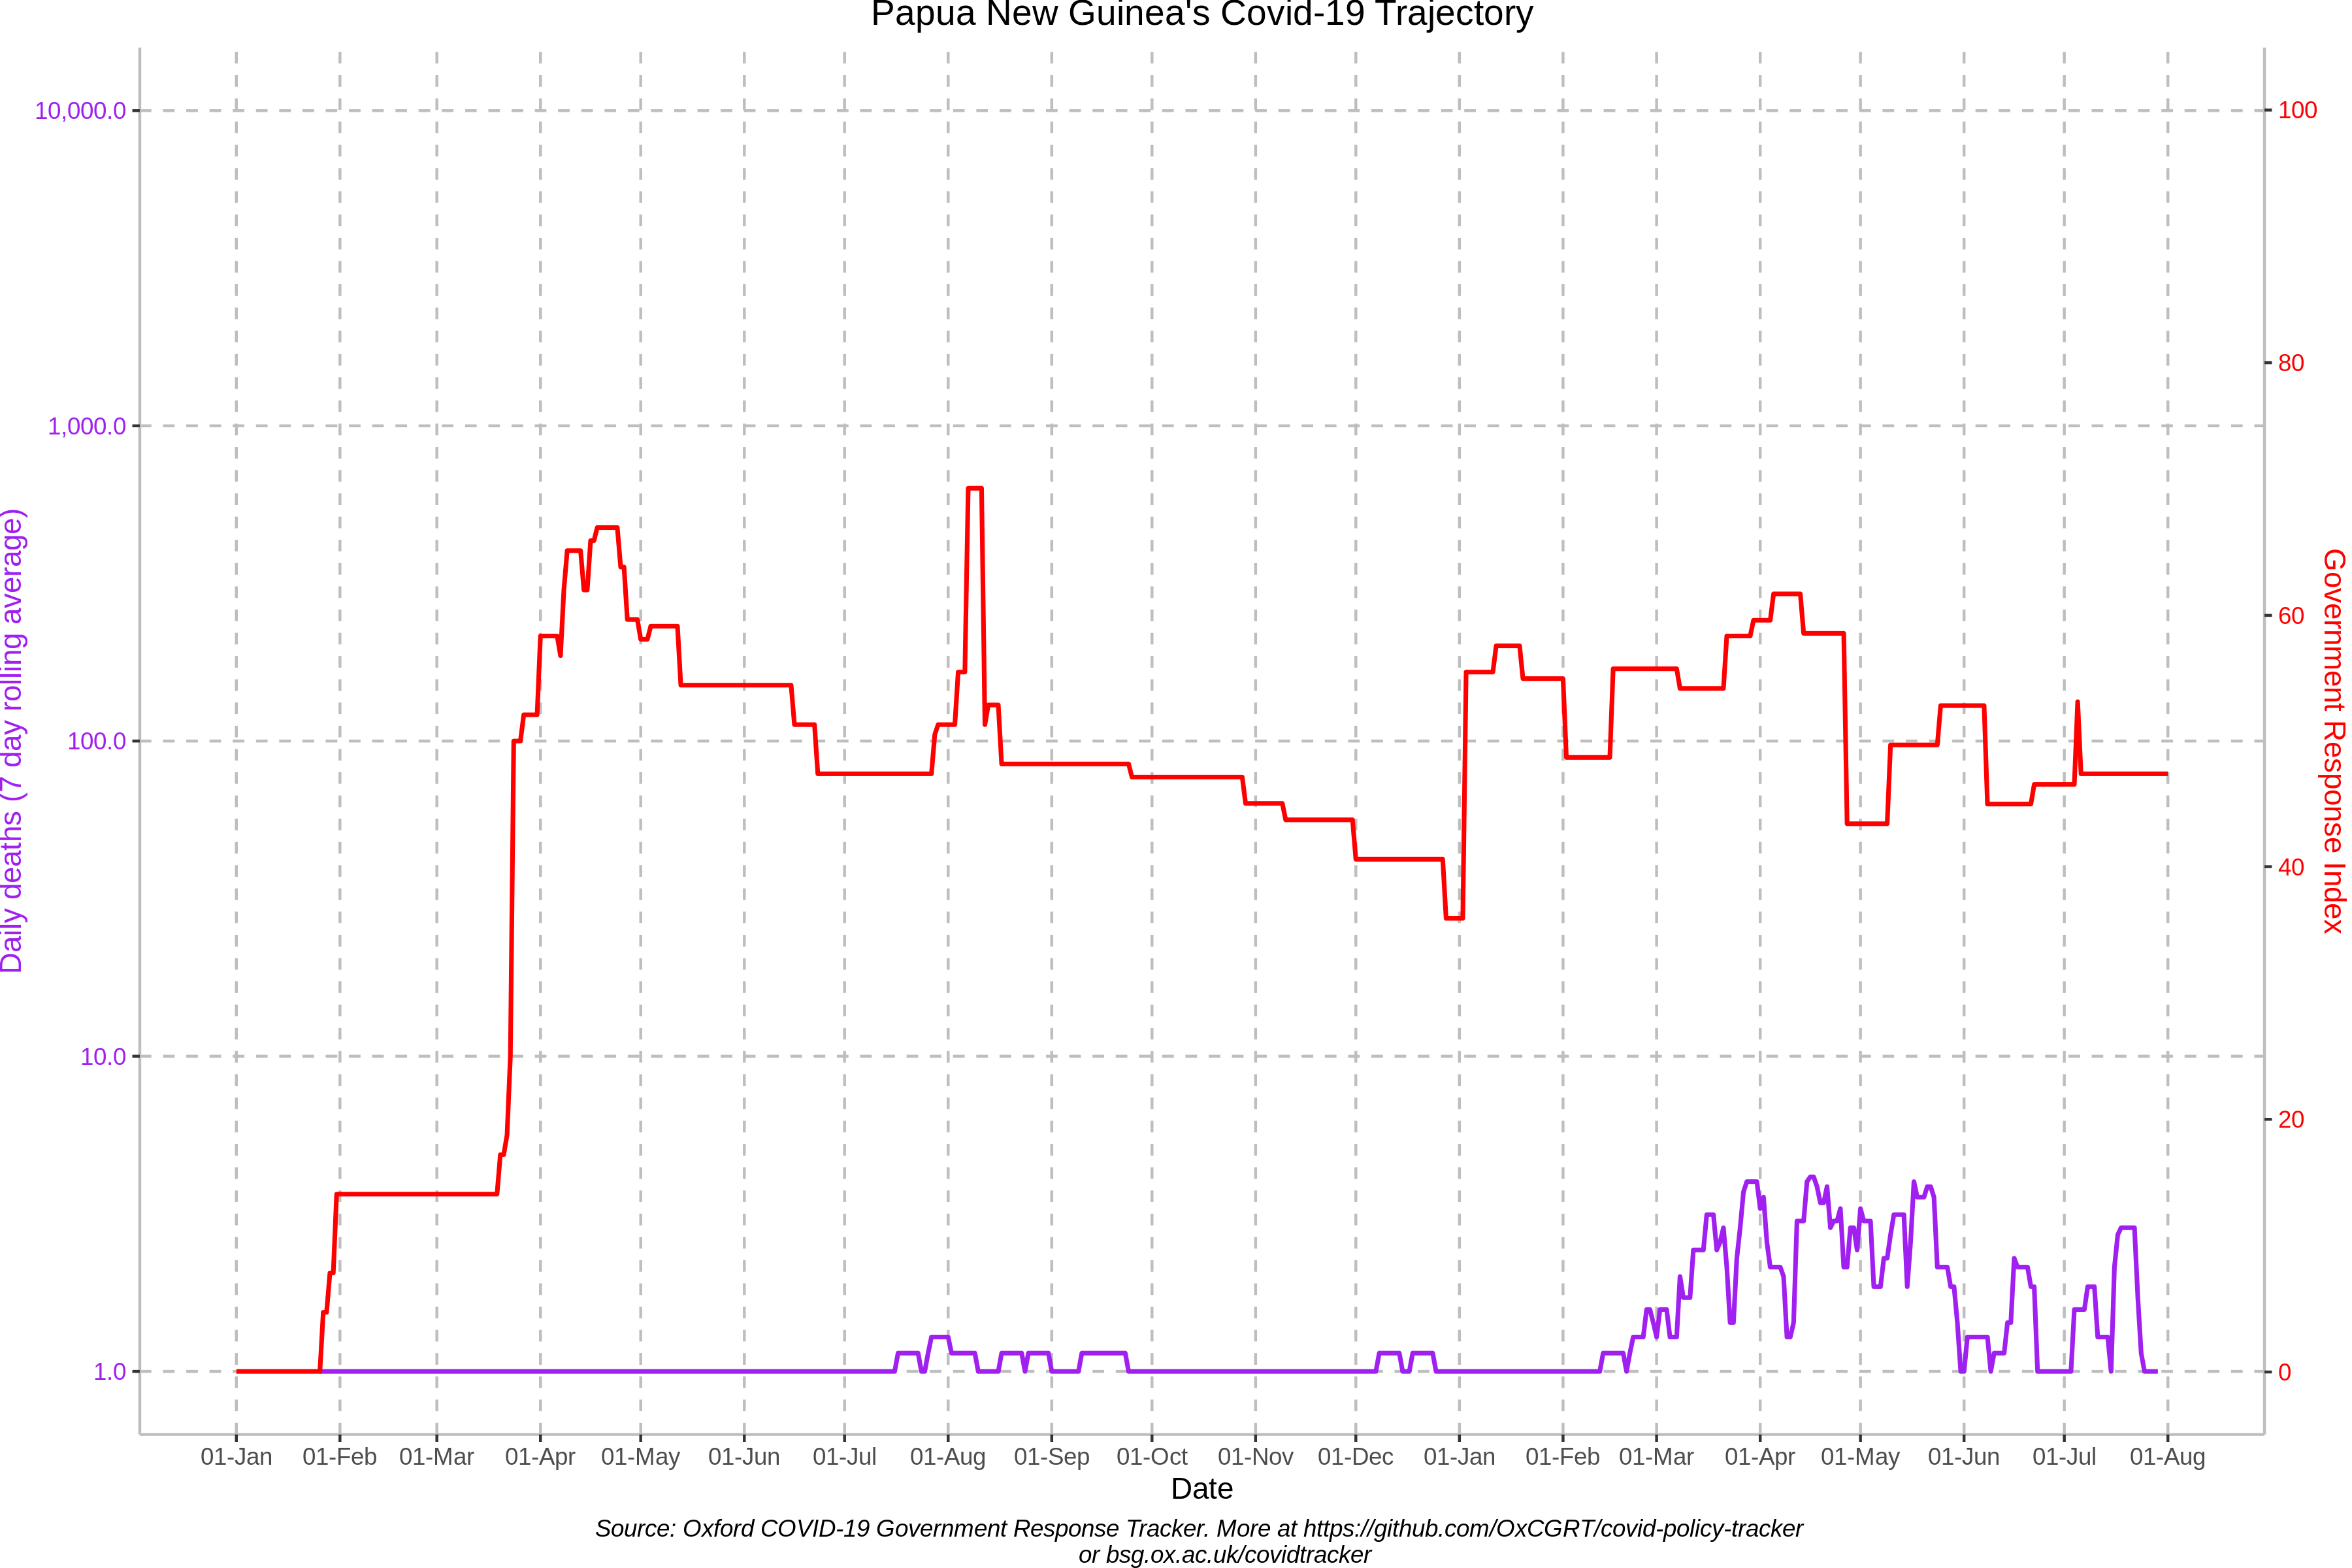 Papua New Guinea's Covid-19 Trajectory
10,000.0
1,000.0
100.0
10.0
1.0
Daily deaths (7 day rolling average)
100
80
60
40
20
0
Government Response Index
01-Jan 01-Feb 01-Mar 01-Apr 01-May 01-Jun 01-Jul 01-Aug 01-Sep 01-Oct 01-Nov 01-Dec 01-Jan 01-Feb 01-Mar 01-Apr 01-May 01-Jun 01-Jul 01-Aug
Date
Source: Oxford COVID-19 Government Response Tracker. More at https://github.com/OxCGRT/covid-policy-tracker
or bsg.ox.ac.uk/covidtracker